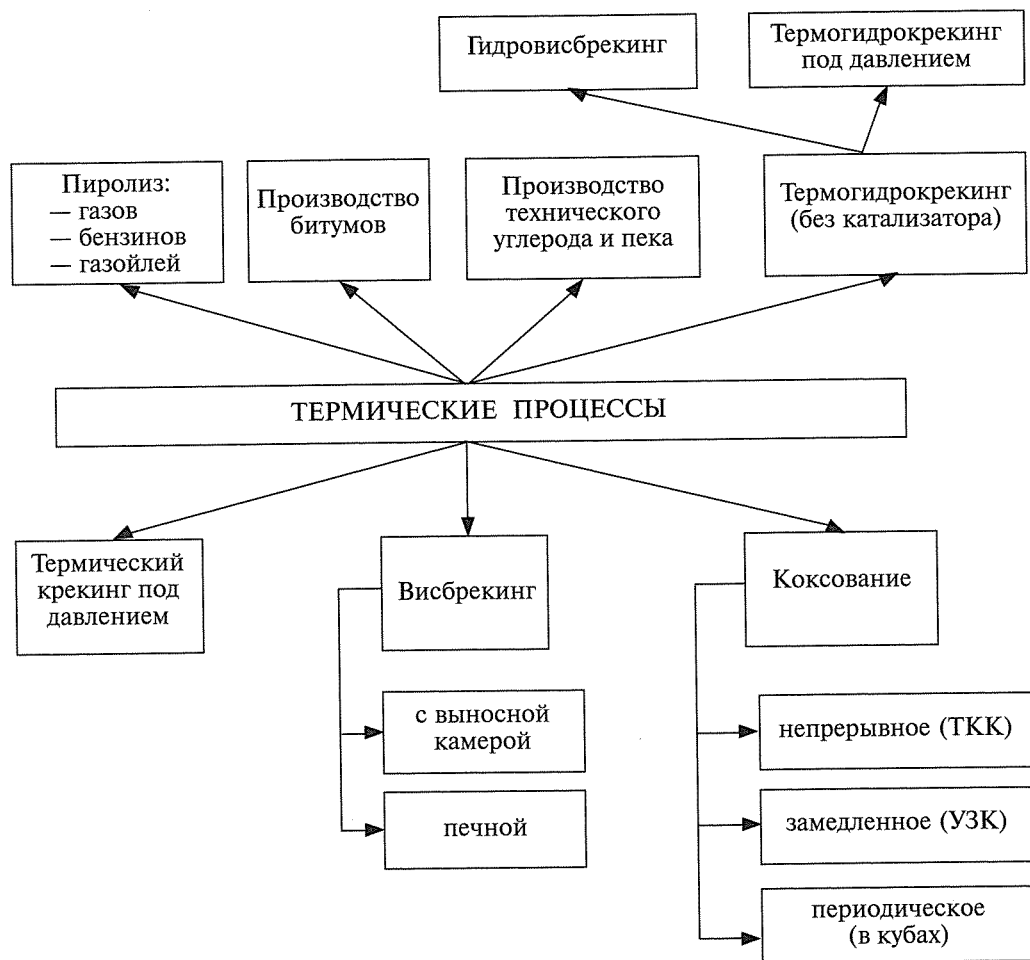 Гидровисбрекинг
Термогидрокрекинг
под давлением
Пиролиз:
— газов
— бензинов
— газойлей
Производство
битумов
Производство
технического
углерода и пека
Термогидрокрекинг
(без катализатора)
ТЕРМИЧЕСКИЕ ПРОЦЕССЫ
Термический
крекинг под
давлением
Висбрекинг
с выносной
камерой
печной
Коксование
непрерывное (ТКК)
замедленное (УЗК)
периодическое
(в кубах)